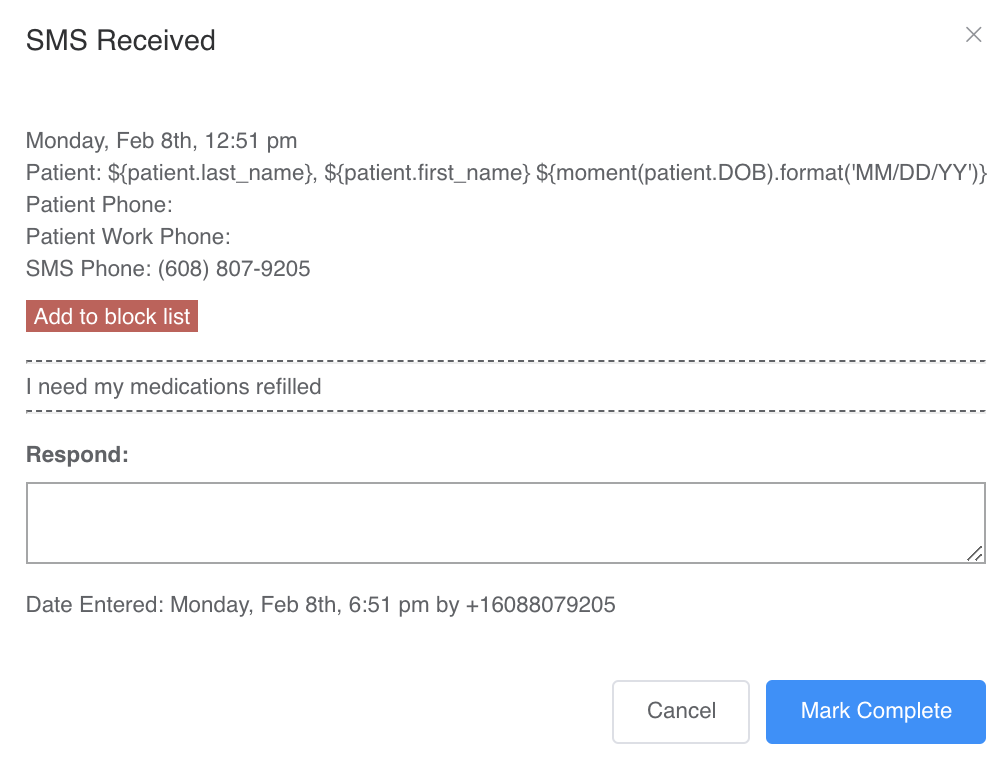 SMS Received
Monday, Feb 8th, 12:51 pm
Patient: ${patient.last_name}, ${patient.first_name} ${moment(patient.DOB).format('MM/DD/YY')}
Patient Phone:
Patient Work Phone:
SMS Phone: (608) 807-9205
Add to block list
I need my medications refilled
Respond:
Date Entered: Monday, Feb 8th, 6:51 pm by +16088079205
Cancel
Mark Complete